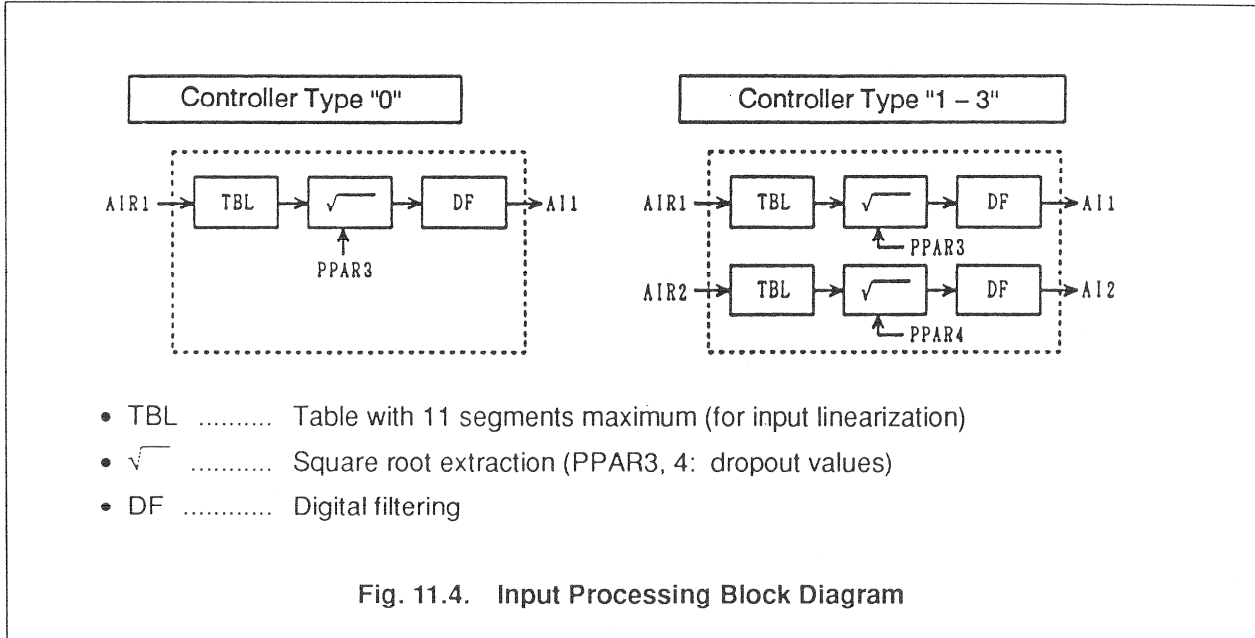 Controller Type "0"
AIR1 TBL √ DF AI1
PPAR3
Controller Type "1 – 3"
AIR1 TBL √ DF AI1
PPAR3
AIR2 TBL √ DF AI2
PPAR4
• TBL .......... Table with 11 segments maximum (for input linearization)
• √ ........... Square root extraction (PPAR3, 4: dropout values)
• DF ............ Digital filtering
Fig. 11.4. Input Processing Block Diagram